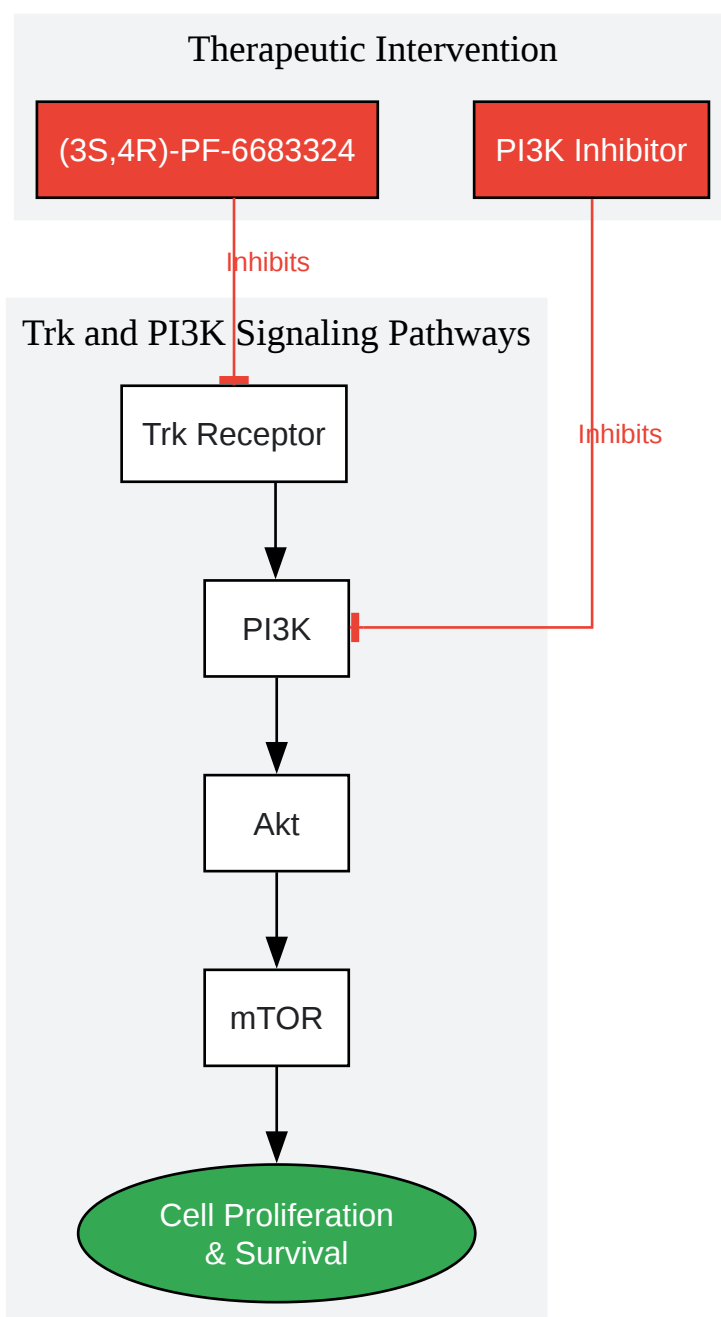 Therapeutic Intervention
(3S,4R)-PF-6683324
PI3K Inhibitor
Inhibits
Trk and PI3K Signaling Pathways
Trk Receptor
Inhibits
PI3K
Akt
mTOR
Cell Proliferation
& Survival